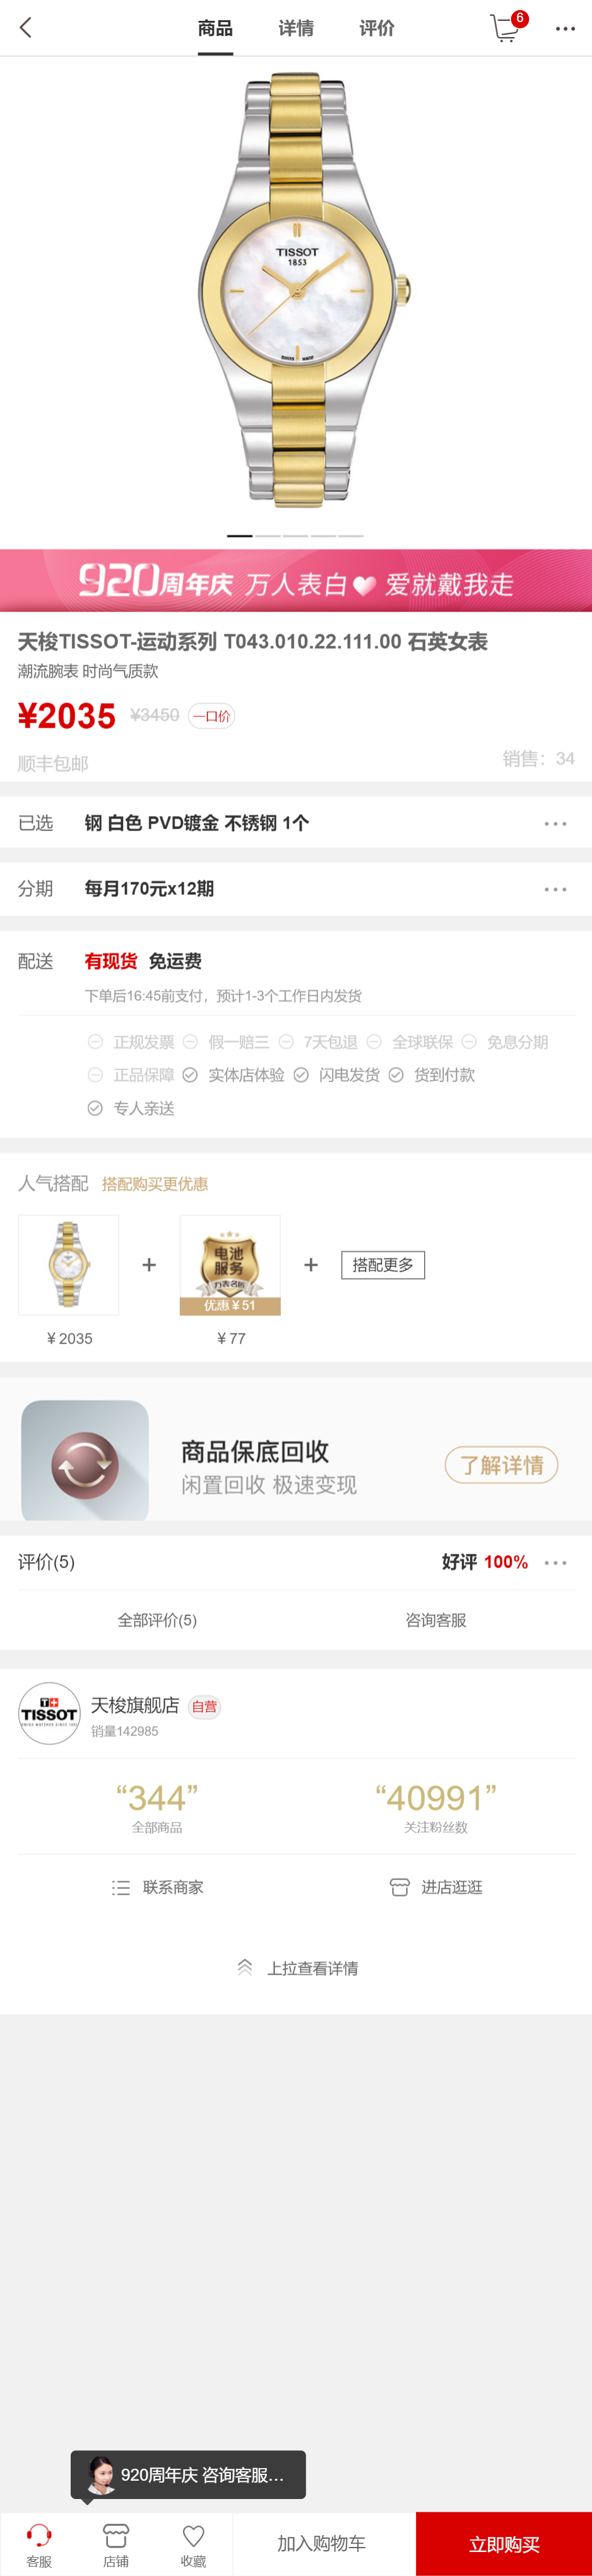 商品 详情 评价 6
TISSOT
1853
SWISS MADE
920周年庆 万人表白 爱就戴我走
天梭TISSOT-运动系列 T043.010.22.111.00 石英女表
潮流腕表 时尚气质款
¥2035 ¥3450 一口价
顺丰包邮 销售：34
已选 钢 白色 PVD镀金 不锈钢 1个
分期 每月170元x12期
配送 有现货 免运费
下单后16:45前支付，预计1-3个工作日内发货
正规发票 假一赔三 7天包退 全球联保 免息分期
正品保障 实体店体验 闪电发货 货到付款
专人亲送
人气搭配 搭配购买更优惠
电池
服务
万表名匠
优惠¥51
+ + 搭配更多
¥2035 ¥77
商品保底回收
闲置回收 极速变现
了解详情
评价(5) 好评 100%
全部评价(5) 咨询客服
TISSOT
SWISS WATCHES SINCE 1853
天梭旗舰店 自营
销量142985
“344” “40991”
全部商品 关注粉丝数
联系商家 进店逛逛
上拉查看详情
920周年庆 咨询客服...
客服 店铺 收藏 加入购物车 立即购买